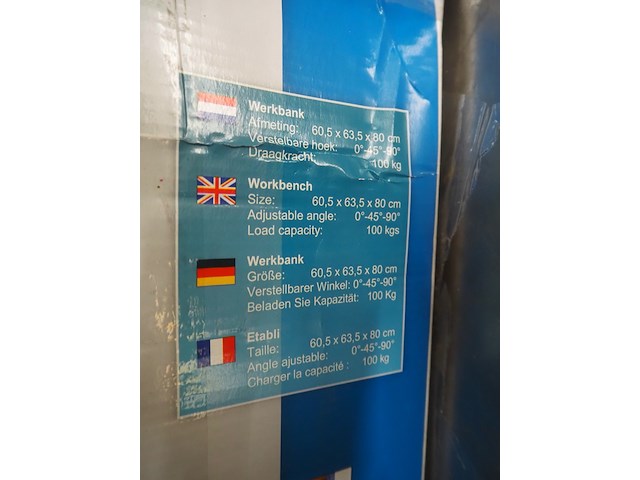 Werkbank
Afmeting: 60,5 x 63,5 x 80 cm
Verstelbare hoek: 0°-45°-90°
Draagkracht: 100 kg
Workbench
Size: 60,5 x 63,5 x 80 cm
Adjustable angle: 0°-45°-90°
Load capacity: 100 kgs
Werkbank
Größe: 60,5 x 63,5 x 80 cm
Verstellbarer Winkel: 0°-45°-90°
Beladen Sie Kapazität: 100 Kg
Etabli
Taille: 60,5 x 63,5 x 80 cm
Angle ajustable: 0°-45°-90°
Charger la capacité : 100 kg